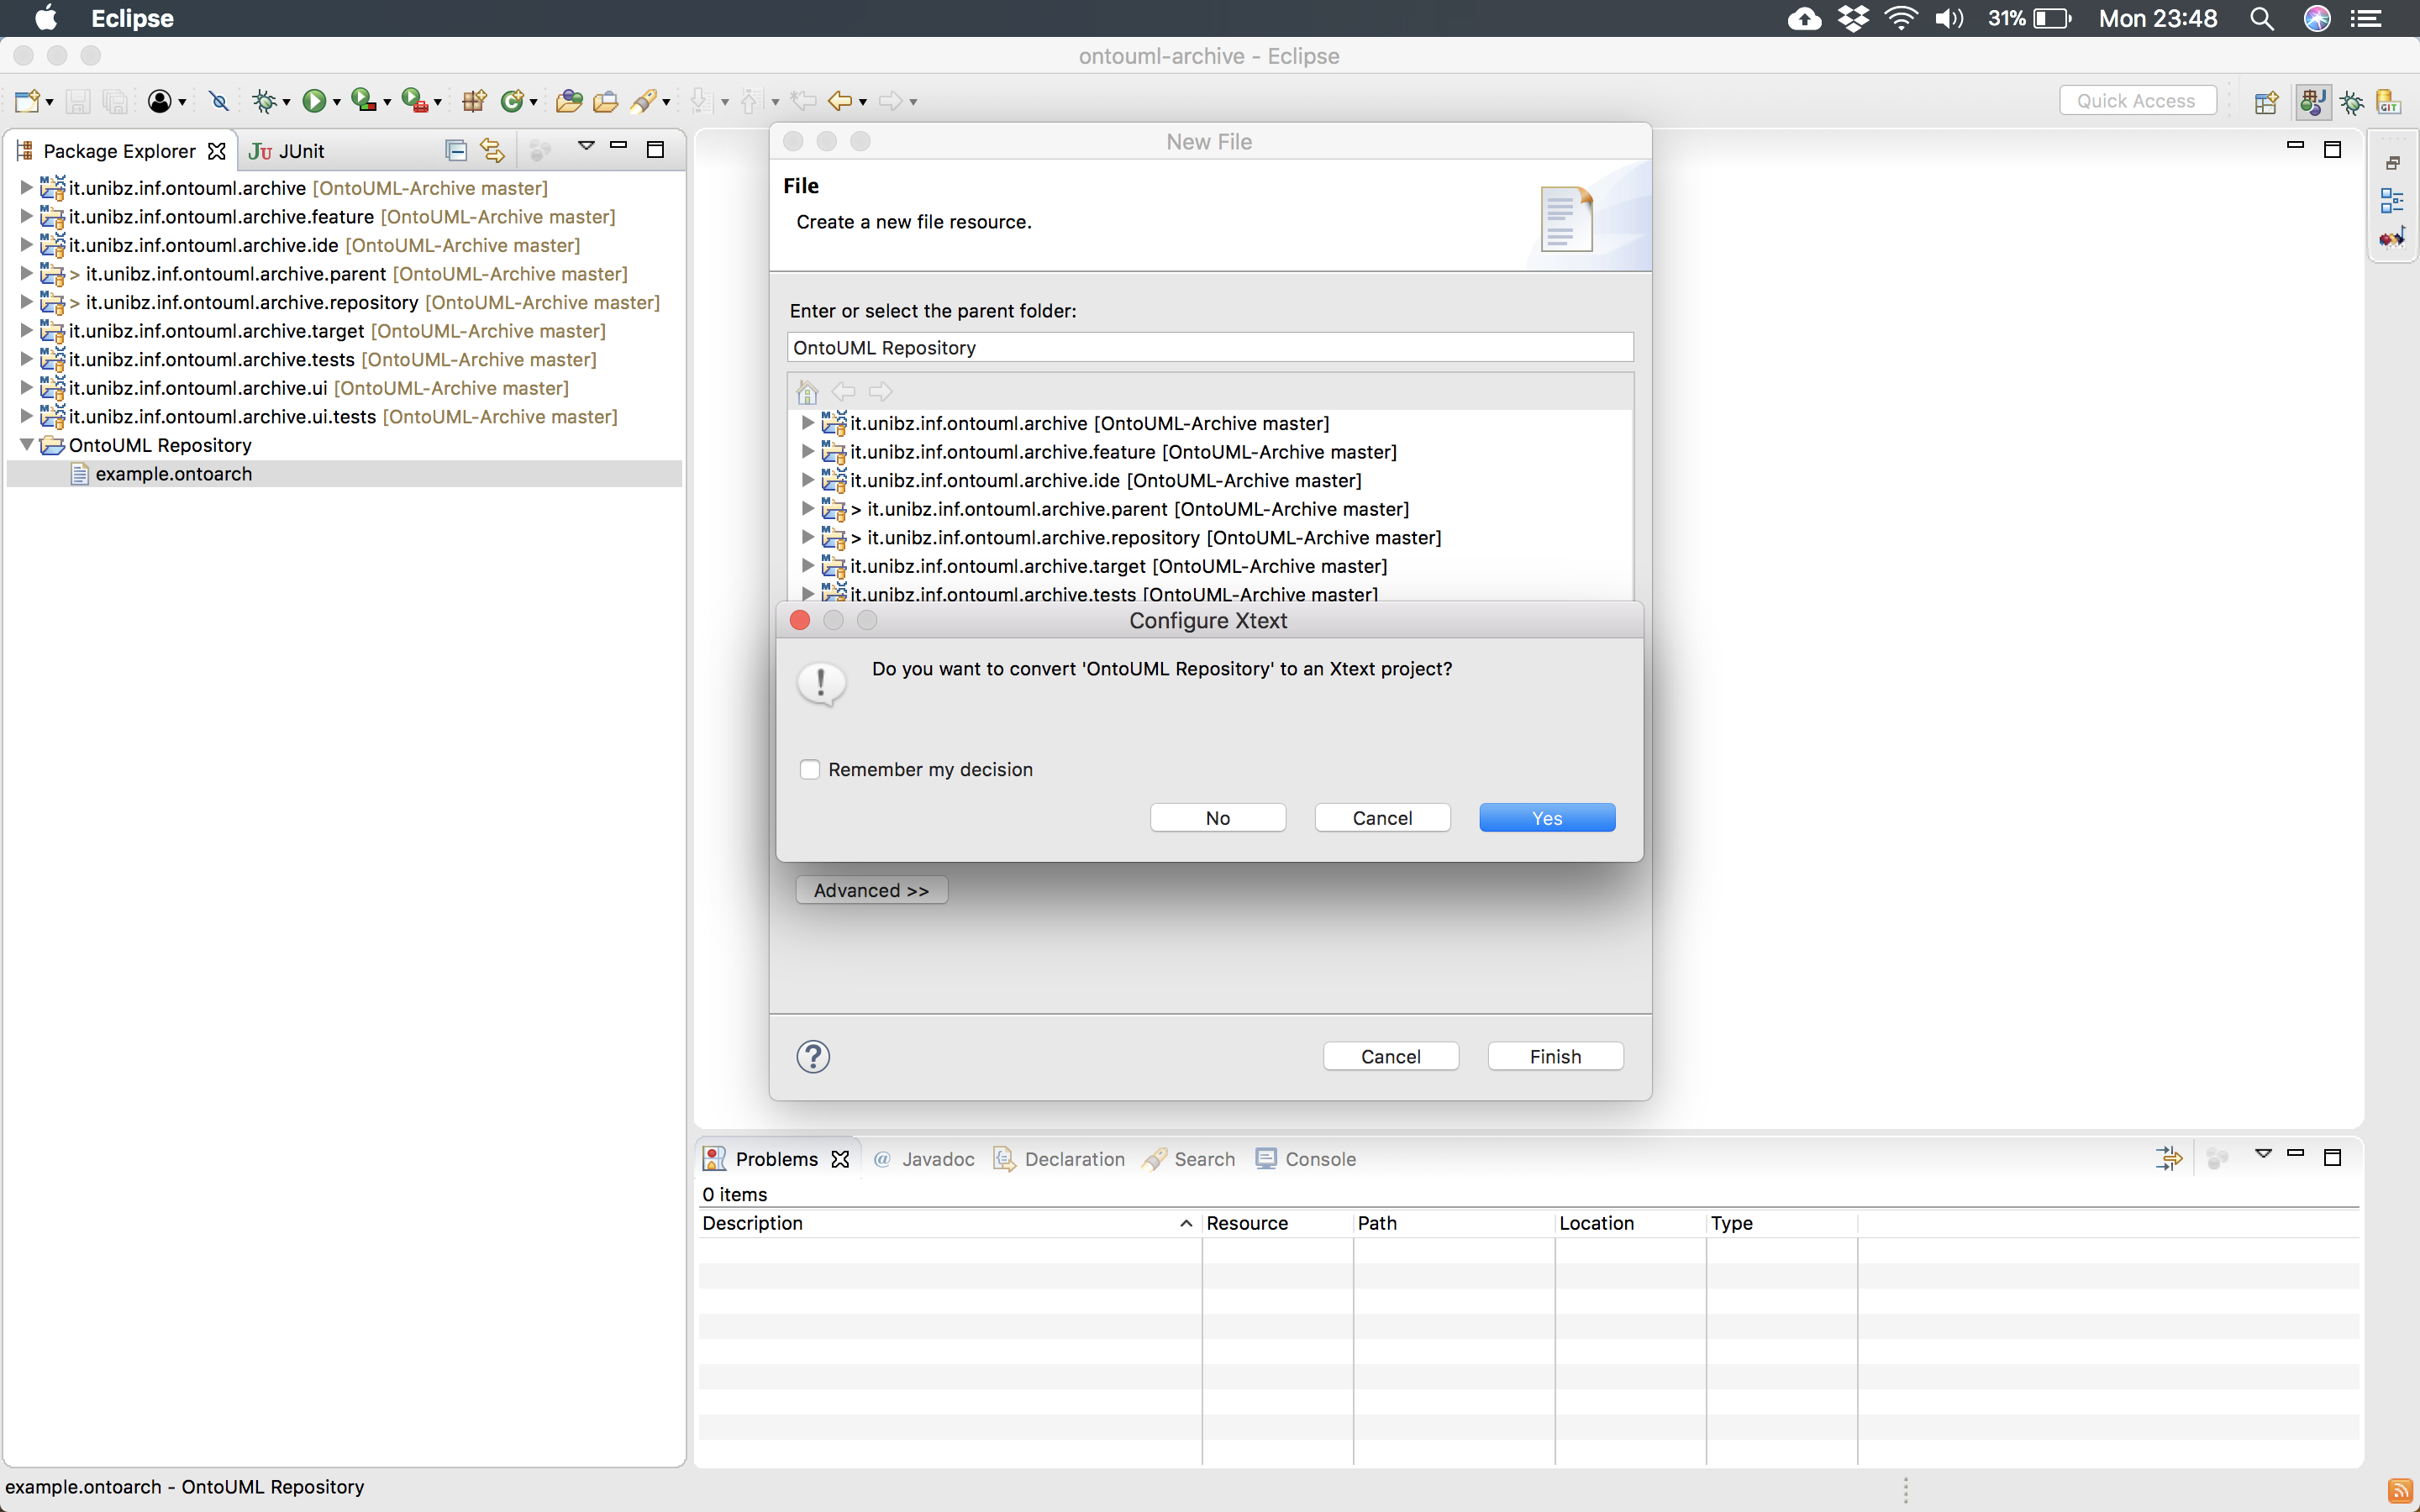 Eclipse
31%
Mon 23:48
ontouml-archive - Eclipse
Quick Access
GIT
Package Explorer
JUnit
it.unibz.inf.ontouml.archive [OntoUML-Archive master]
it.unibz.inf.ontouml.archive.feature [OntoUML-Archive master]
it.unibz.inf.ontouml.archive.ide [OntoUML-Archive master]
> it.unibz.inf.ontouml.archive.parent [OntoUML-Archive master]
> it.unibz.inf.ontouml.archive.repository [OntoUML-Archive master]
it.unibz.inf.ontouml.archive.target [OntoUML-Archive master]
it.unibz.inf.ontouml.archive.tests [OntoUML-Archive master]
it.unibz.inf.ontouml.archive.ui [OntoUML-Archive master]
it.unibz.inf.ontouml.archive.ui.tests [OntoUML-Archive master]
OntoUML Repository
example.ontoarch
New File
File
Create a new file resource.
Enter or select the parent folder:
OntoUML Repository
it.unibz.inf.ontouml.archive [OntoUML-Archive master]
it.unibz.inf.ontouml.archive.feature [OntoUML-Archive master]
it.unibz.inf.ontouml.archive.ide [OntoUML-Archive master]
> it.unibz.inf.ontouml.archive.parent [OntoUML-Archive master]
> it.unibz.inf.ontouml.archive.repository [OntoUML-Archive master]
it.unibz.inf.ontouml.archive.target [OntoUML-Archive master]
it.unibz.inf.ontouml.archive.tests [OntoUML-Archive master]
Configure Xtext
Do you want to convert 'OntoUML Repository' to an Xtext project?
Remember my decision
No
Cancel
Yes
Advanced >>
Cancel
Finish
Problems
@ Javadoc
Declaration
Search
Console
0 items
Description
Resource
Path
Location
Type
example.ontoarch - OntoUML Repository